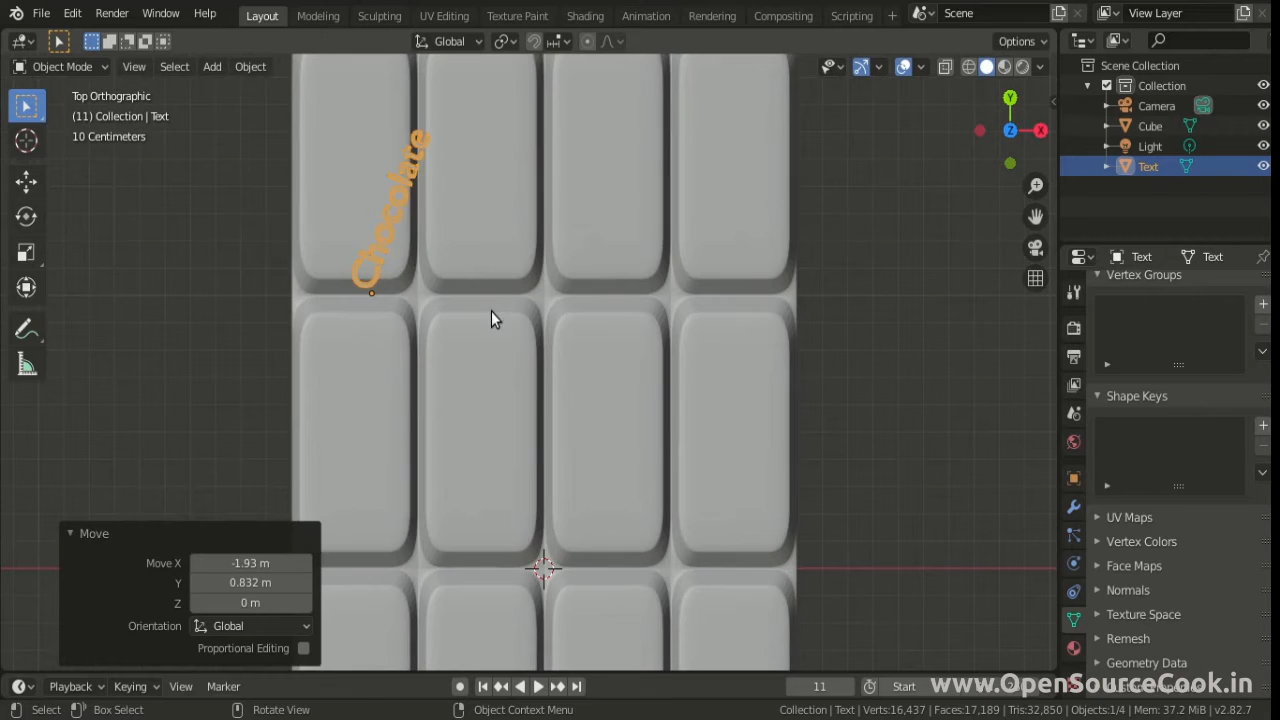 File Edit Render Window Help Layout Modeling Sculpting UV Editing Texture Paint Shading Animation Rendering Compositing Scripting + Scene View Layer
Global Options
Object Mode View Select Add Object
Top Orthographic
(11) Collection | Text
10 Centimeters
Y
Z X
Chocolate
Scene Collection
Collection
Camera
Cube
Light
Text
Text Text
Vertex Groups
Shape Keys
UV Maps
Vertex Colors
Face Maps
Normals
Texture Space
Remesh
Geometry Data
Move
Move X -1.93 m
Y 0.832 m
Z 0 m
Orientation Global
Proportional Editing
Playback Keying View Marker 11 Start
www.OpenSourceCook.in
Select Box Select Rotate View Object Context Menu Collection | Text | Verts:16,437 | Faces:17,189 | Tris:32,850 | Objects:1/4 | Mem: 37.2 MiB | v2.82.7